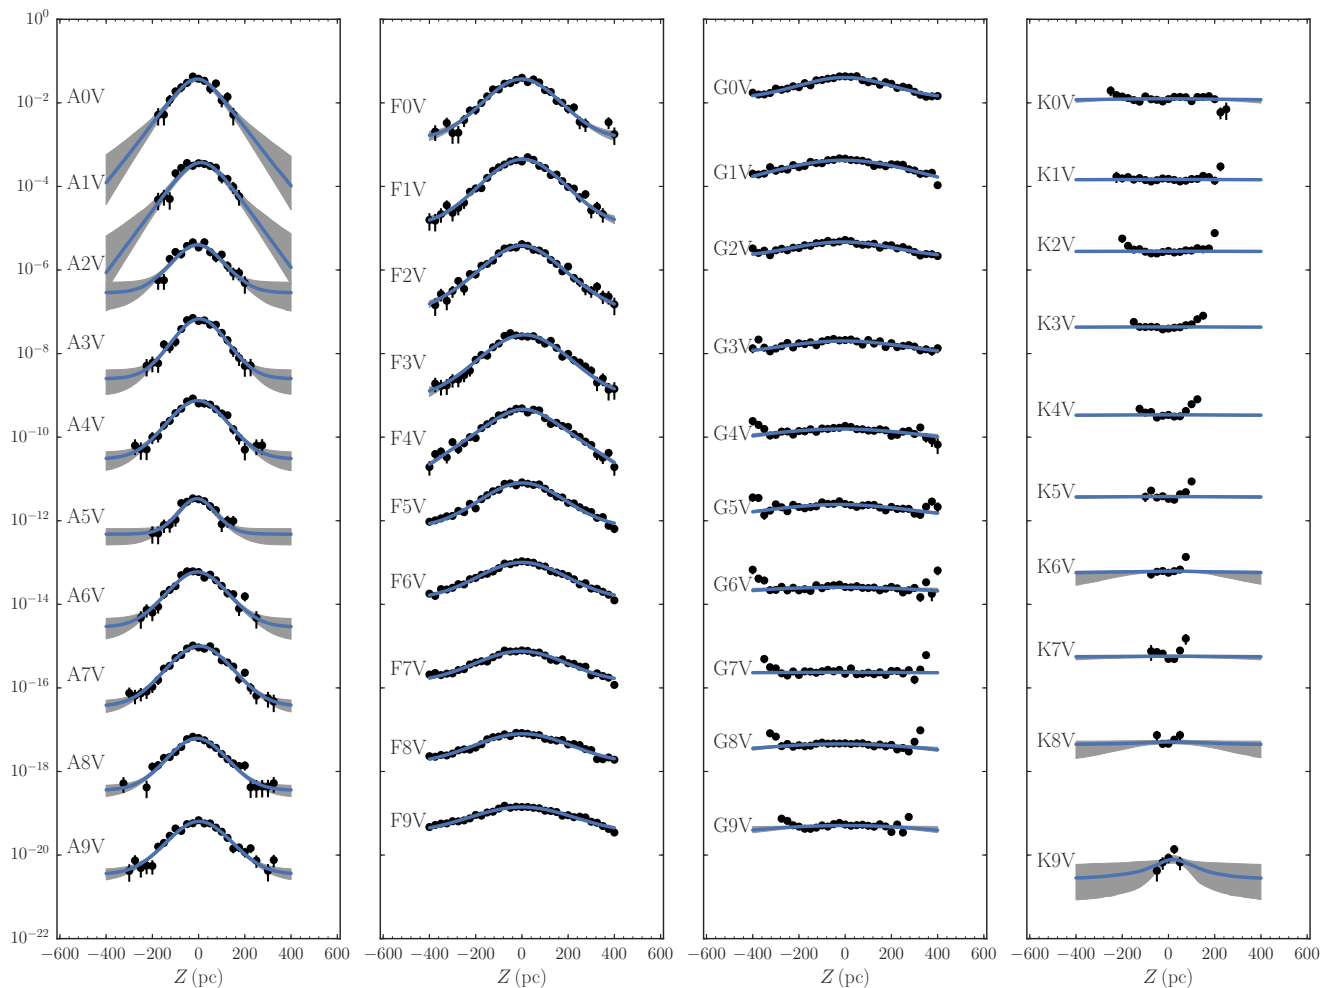 10⁰
10⁻²
10⁻⁴
10⁻⁶
10⁻⁸
10⁻¹⁰
10⁻¹²
10⁻¹⁴
10⁻¹⁶
10⁻¹⁸
10⁻²⁰
10⁻²²
A0V
A1V
A2V
A3V
A4V
A5V
A6V
A7V
A8V
A9V
−600 −400 −200 0 200 400 600
Z (pc)
F0V
F1V
F2V
F3V
F4V
F5V
F6V
F7V
F8V
F9V
−600 −400 −200 0 200 400 600
Z (pc)
G0V
G1V
G2V
G3V
G4V
G5V
G6V
G7V
G8V
G9V
−600 −400 −200 0 200 400 600
Z (pc)
K0V
K1V
K2V
K3V
K4V
K5V
K6V
K7V
K8V
K9V
−600 −400 −200 0 200 400 600
Z (pc)